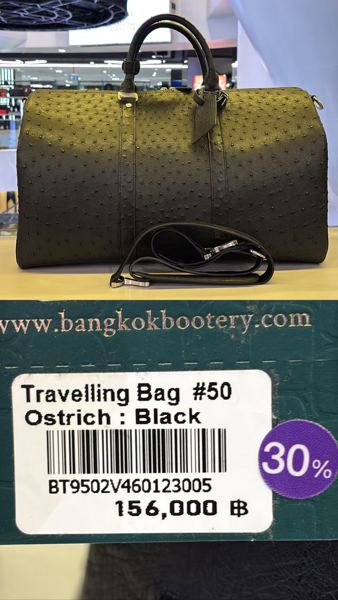 www.bangkokbootery.com
Travelling Bag #50
Ostrich : Black
BT9502V460123005
156,000 ฿
30%